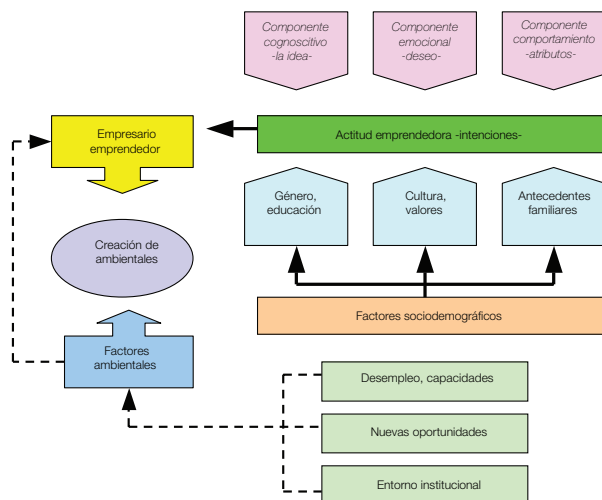 Componente
cognoscitivo
-la idea-
Componente
emocional
-deseo-
Componente
comportamiento
-atributos-
Empresario
emprendedor
Actitud emprendedora -intenciones-
Género,
educación
Cultura,
valores
Antecedentes
familiares
Creación de
ambientales
Factores sociodemográficos
Factores
ambientales
Desempleo, capacidades
Nuevas oportunidades
Entorno institucional